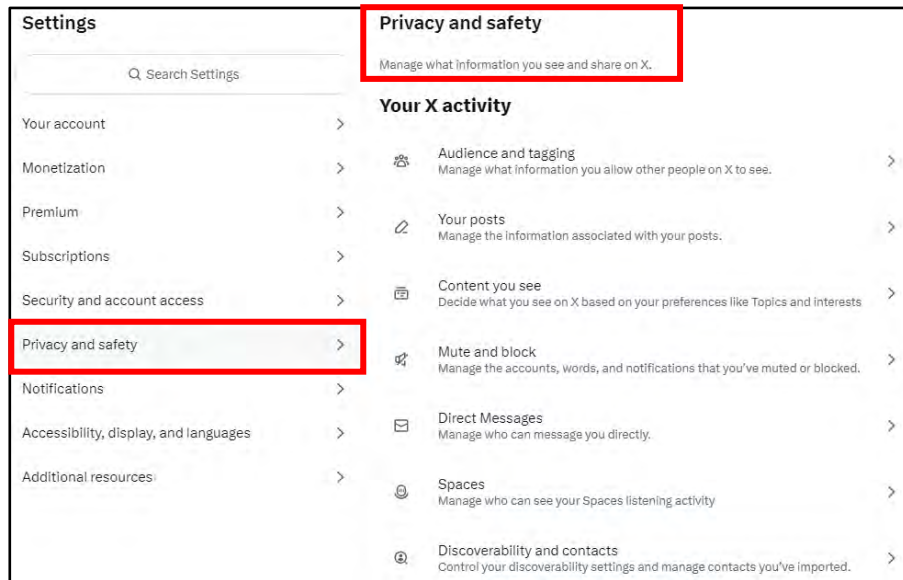 Settings
Search Settings
Your account
Monetization
Premium
Subscriptions
Security and account access
Privacy and safety
Notifications
Accessibility, display, and languages
Additional resources
Privacy and safety
Manage what information you see and share on X.
Your X activity
Audience and tagging
Manage what information you allow other people on X to see.
Your posts
Manage the information associated with your posts.
Content you see
Decide what you see on X based on your preferences like Topics and interests
Mute and block
Manage the accounts, words, and notifications that you've muted or blocked.
Direct Messages
Manage who can message you directly.
Spaces
Manage who can see your Spaces listening activity
Discoverability and contacts
Control your discoverability settings and manage contacts you've imported.